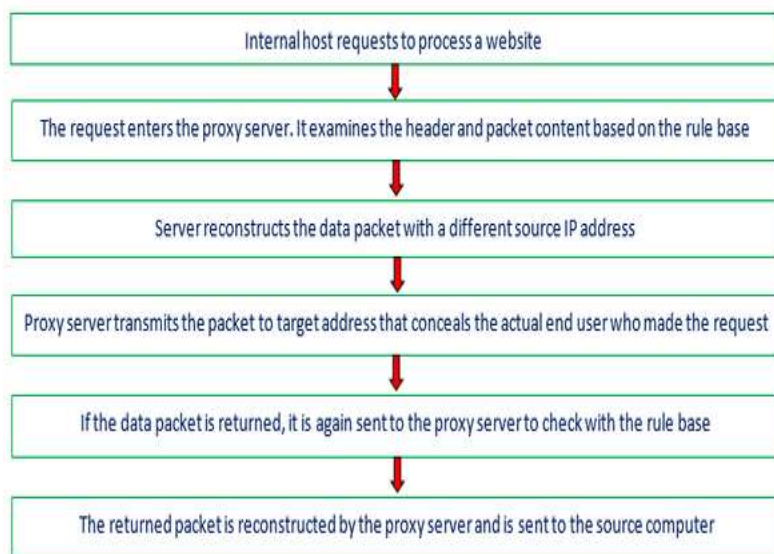 Internal host requests to process a website
The request enters the proxy server. It examines the header and packet content based on the rule base
Server reconstructs the data packet with a different source IP address
Proxy server transmits the packet to target address that conceals the actual end user who made the request
If the data packet is returned, it is again sent to the proxy server to check with the rule base
The returned packet is reconstructed by the proxy server and is sent to the source computer